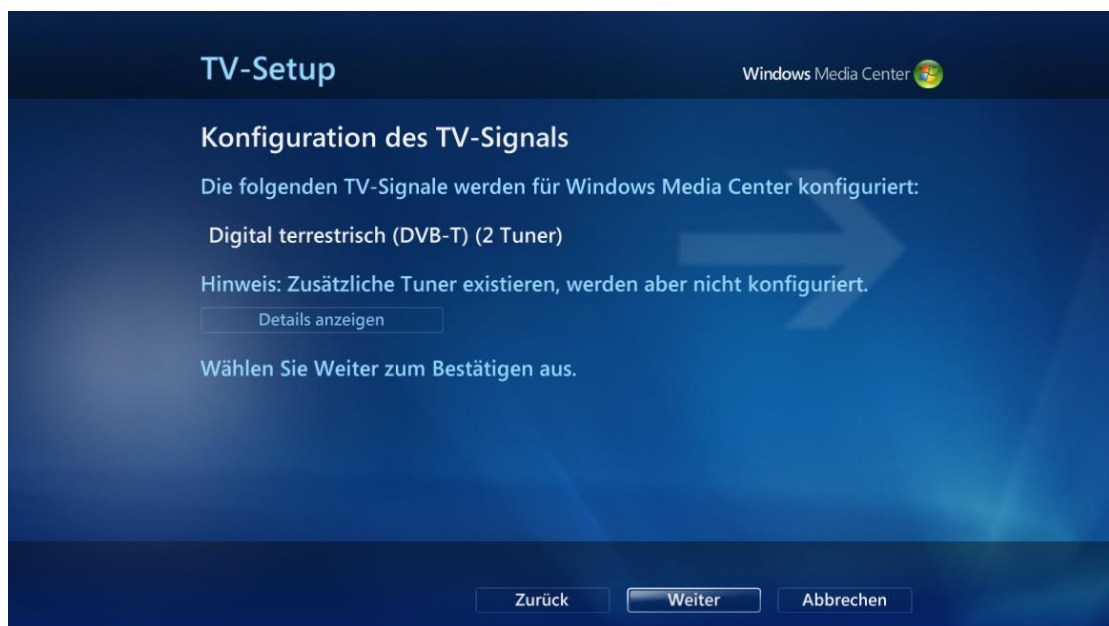 TV-Setup
Windows Media Center
Konfiguration des TV-Signals
Die folgenden TV-Signale werden für Windows Media Center konfiguriert:
Digital terrestrisch (DVB-T) (2 Tuner)
Hinweis: Zusätzliche Tuner existieren, werden aber nicht konfiguriert.
Details anzeigen
Wählen Sie Weiter zum Bestätigen aus.
Zurück
Weiter
Abbrechen